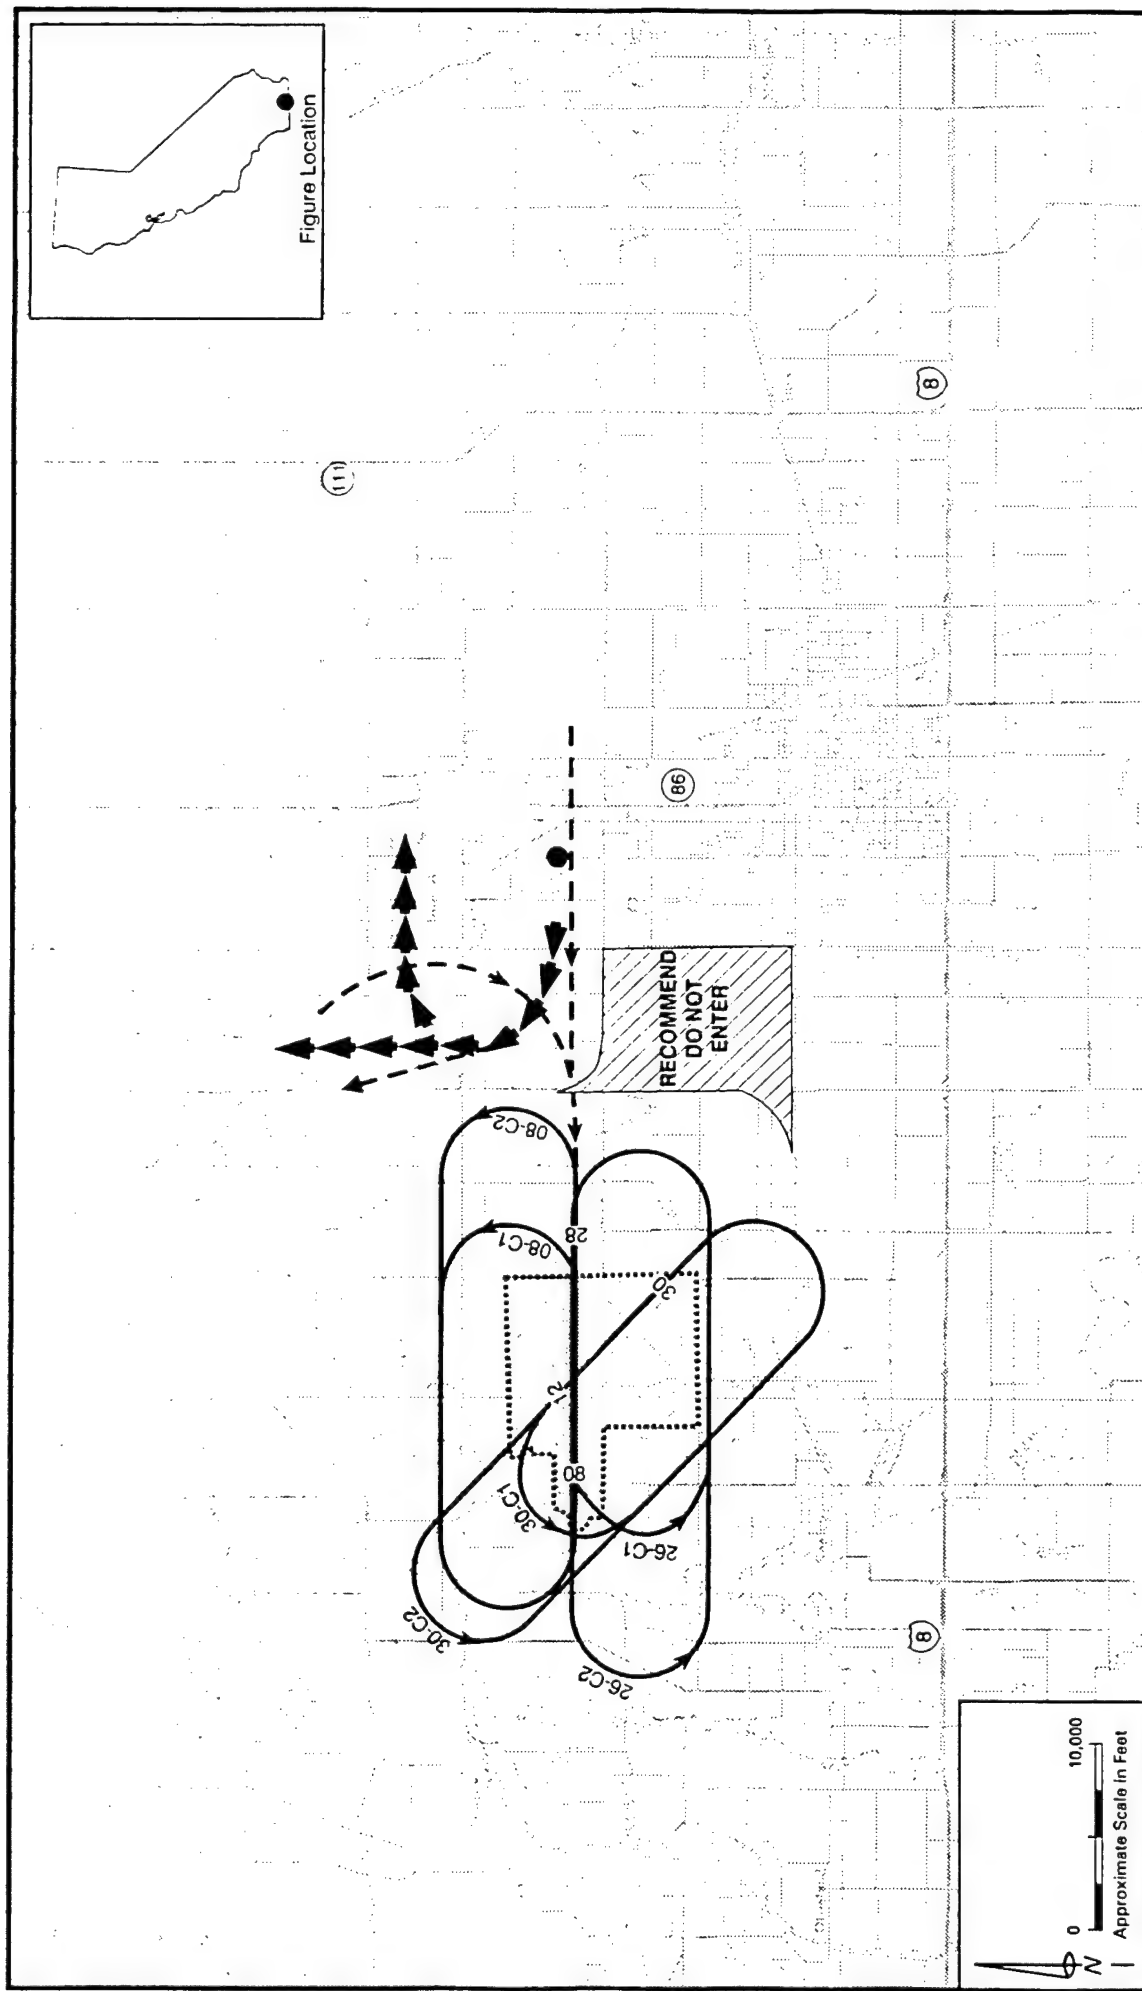 Figure Location
111
8
86
RECOMMEND
DO NOT
ENTER
08-C2
08-C1
28
30
12
08
30-C1
26-C1
30-C2
26-C2
8
N
0
10,000
Approximate Scale in Feet